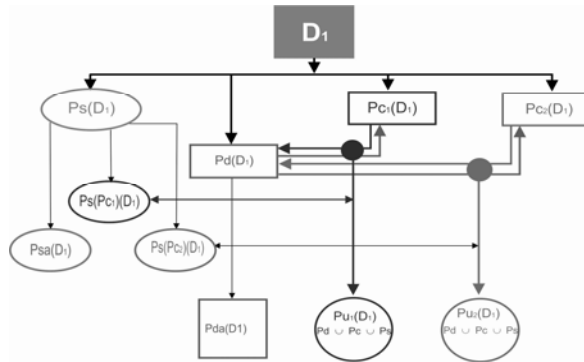 D₁
Ps(D₁)
Pc₁(D₁)
Pc₂(D₁)
Pd(D₁)
Ps(Pc₁)(D₁)
Psa(D₁)
Ps(Pc₂)(D₁)
Pda(D1)
Pu₁(D₁)
Pd ∪ Pc ∪ Ps
Pu₂(D₁)
Pd ∪ Pc ∪ Ps